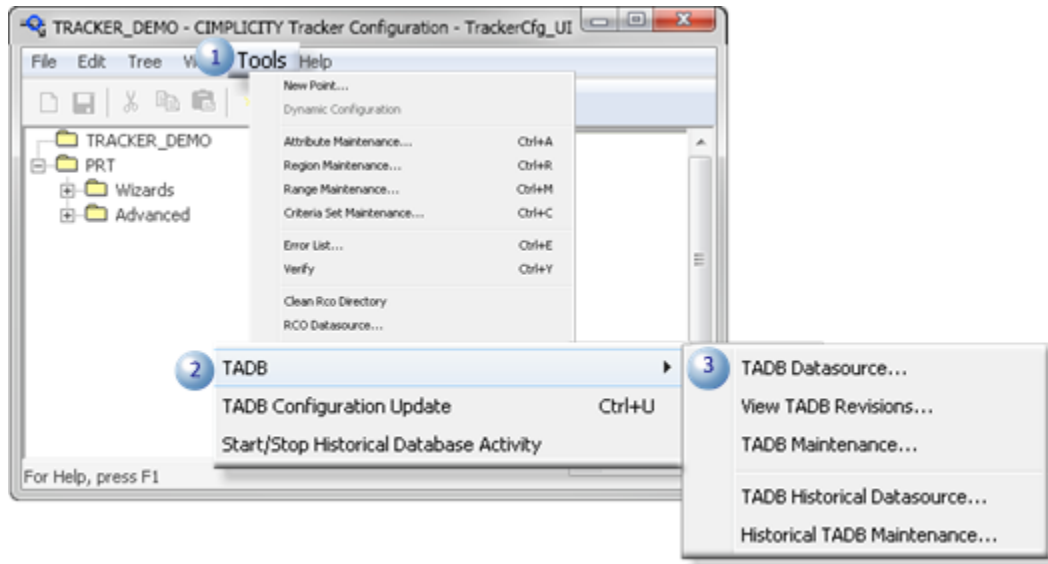 TRACKER_DEMO - CIMPLICITY Tracker Configuration - TrackerCfg_UI
File Edit Tree 1 Tools Help
New Point...
Dynamic Configuration
TRACKER_DEMO
Attribute Maintenance... Ctrl+A
PRT
Region Maintenance... Ctrl+R
Wizards
Range Maintenance... Ctrl+M
Advanced
Criteria Set Maintenance... Ctrl+C
Error List... Ctrl+E
Verify Ctrl+Y
Clean Rco Directory
RCO Datasource...
2 TADB
TADB Configuration Update Ctrl+U
Start/Stop Historical Database Activity
For Help, press F1
3 TADB Datasource...
View TADB Revisions...
TADB Maintenance...
TADB Historical Datasource...
Historical TADB Maintenance...